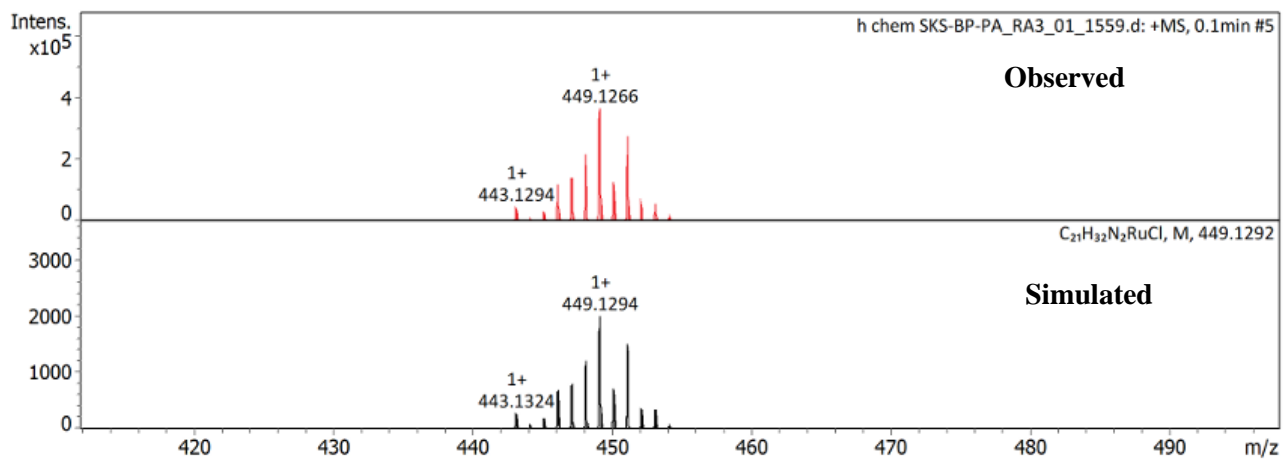 Intens.
x10⁵
h chem SKS-BP-PA_RA3_01_1559.d: +MS, 0.1min #5
Observed
1+
449.1266
4
2
1+
443.1294
0
C₂₁H₃₂N₂RuCl, M, 449.1292
3000
Simulated
1+
449.1294
2000
1000
1+
443.1324
0
420 430 440 450 460 470 480 490 m/z